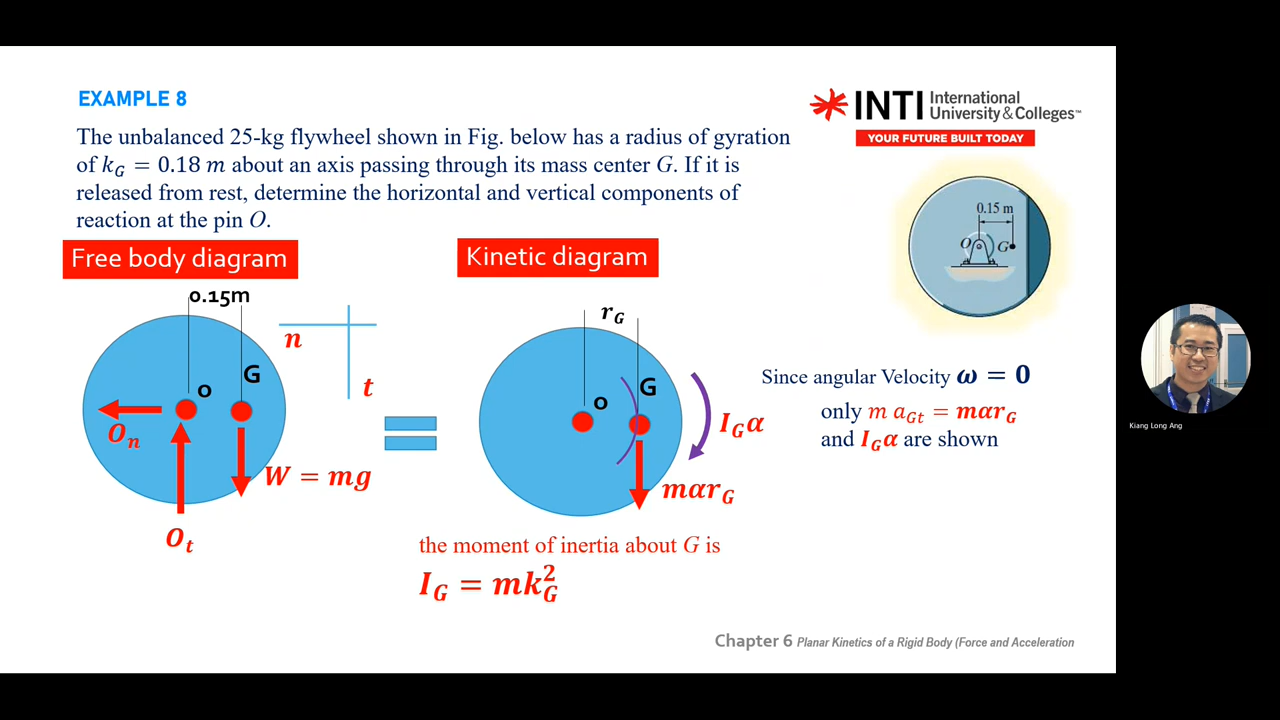 EXAMPLE 8
The unbalanced 25-kg flywheel shown in Fig. below has a radius of gyration
of k_G = 0.18 m about an axis passing through its mass center G. If it is
released from rest, determine the horizontal and vertical components of
reaction at the pin O.
INTI International
University & Colleges™
YOUR FUTURE BUILT TODAY
0.15 m
O
G
Free body diagram
Kinetic diagram
0.15m
n
t
O
G
O_n
W = mg
O_t
r_G
O
G
I_Gα
mαr_G
Since angular Velocity ω = 0
only m a_Gt = mαr_G
and I_Gα are shown
the moment of inertia about G is
I_G = mk_G^2
Chapter 6 Planar Kinetics of a Rigid Body (Force and Acceleration
Kiang Long Ang